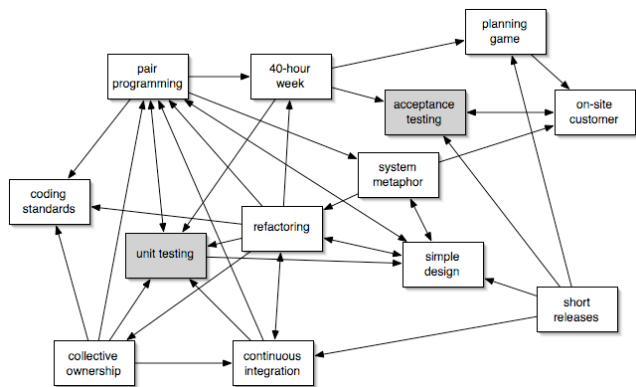 planning
game
pair
programming
40-hour
week
acceptance
testing
on-site
customer
system
metaphor
coding
standards
refactoring
unit testing
simple
design
short
releases
collective
ownership
continuous
integration